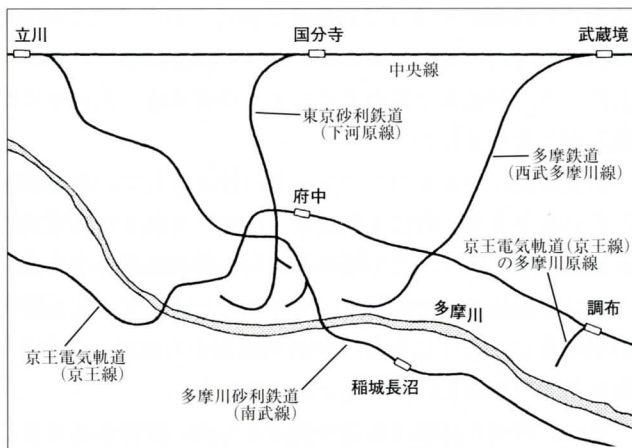 立川
国分寺
武蔵境
中央線
東京砂利鉄道
(下河原線)
多摩鉄道
(西武多摩川線)
府中
京王電気軌道(京王線)
の多摩川原線
多摩川
調布
京王電気軌道
(京王線)
多摩川砂利鉄道
(南武線)
稲城長沼